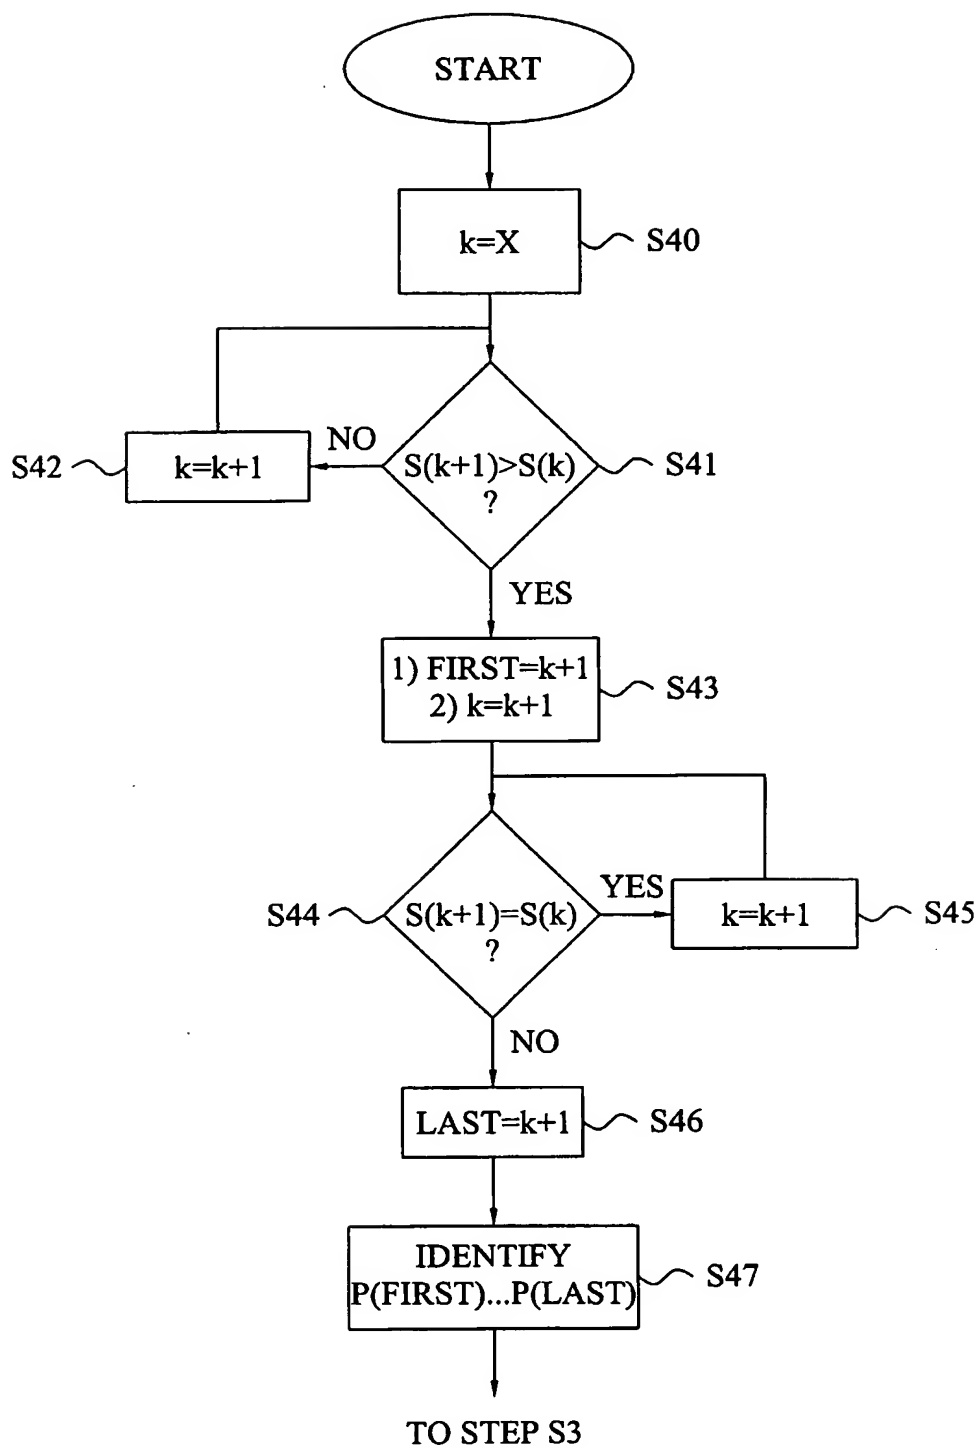 START
k=X
S40
S42
k=k+1
NO
S(k+1)>S(k)
?
S41
YES
1) FIRST=k+1
2) k=k+1
S43
S44
S(k+1)=S(k)
?
YES
k=k+1
S45
NO
LAST=k+1
S46
IDENTIFY
P(FIRST)...P(LAST)
S47
TO STEP S3